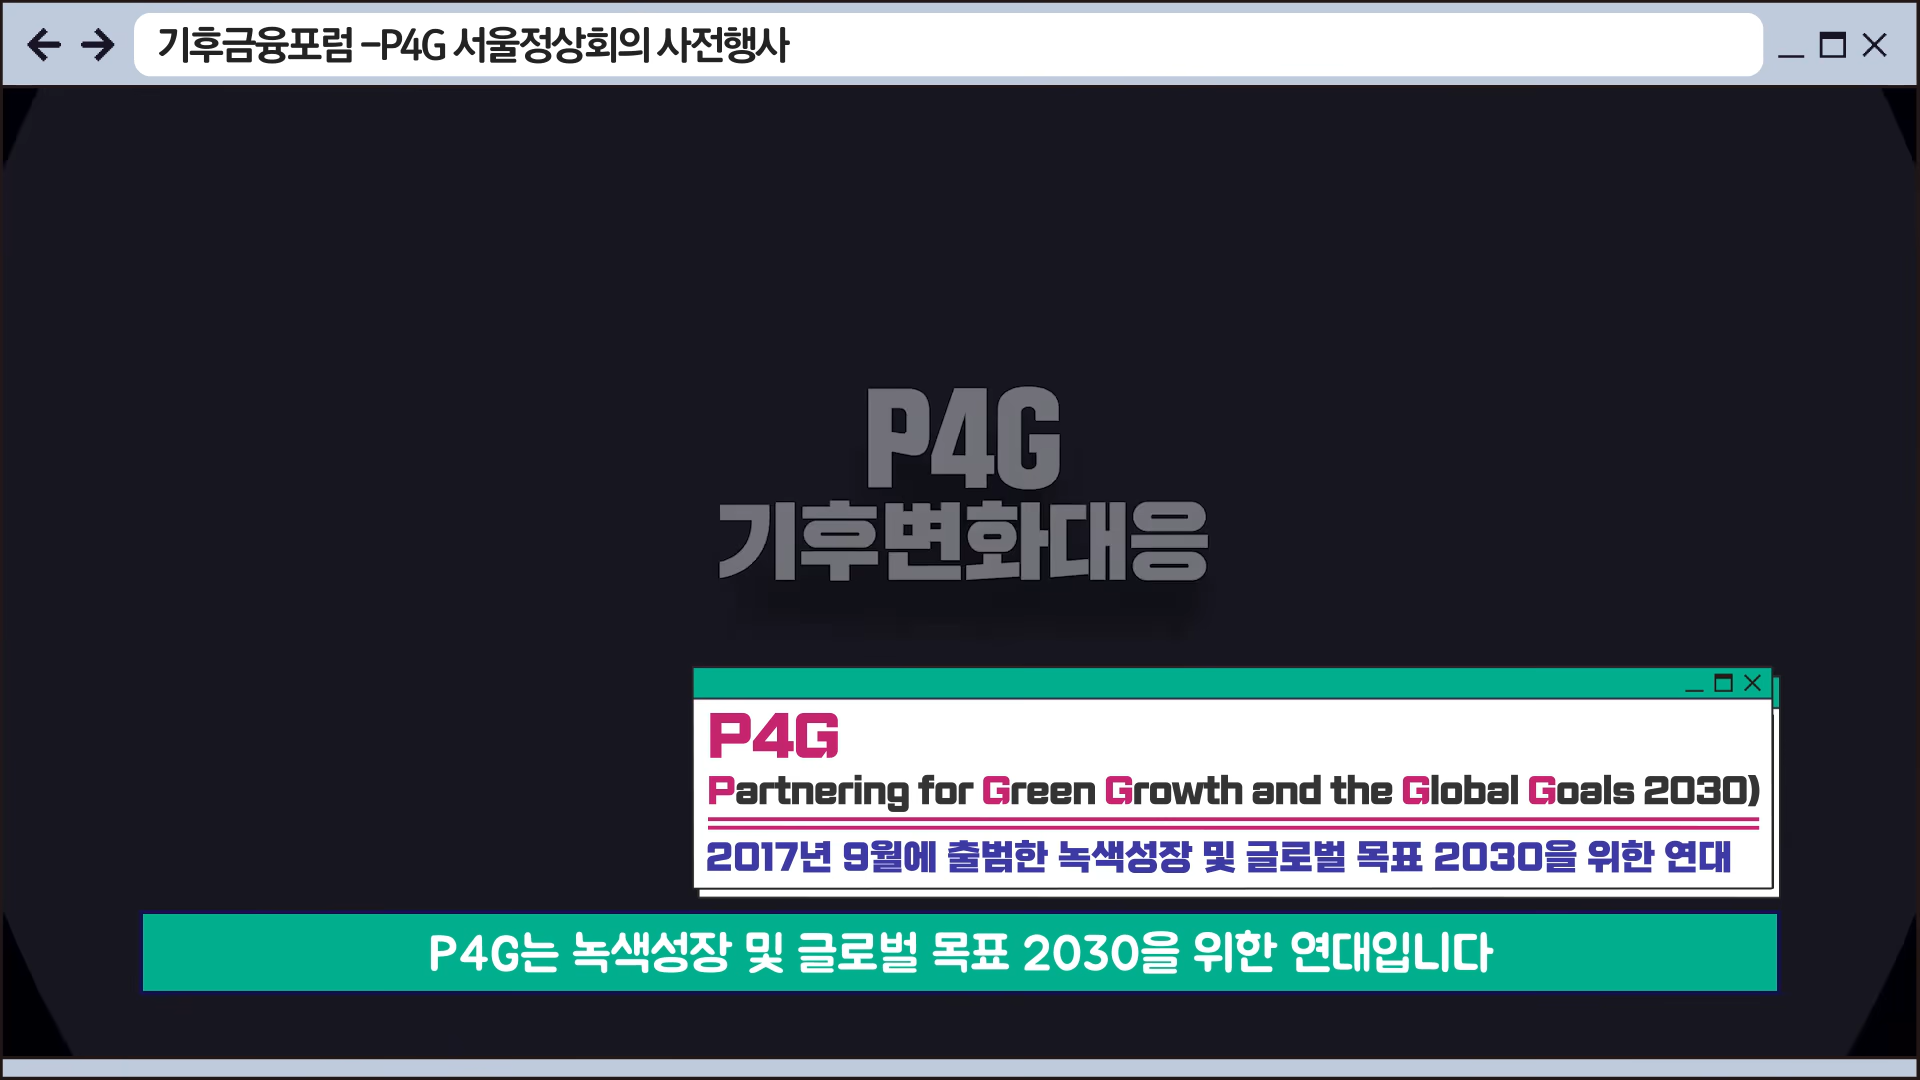 기후금융포럼 –P4G 서울정상회의 사전행사
P4G
기후변화대응
P4G
Partnering for Green Growth and the Global Goals 2030)
2017년 9월에 출범한 녹색성장 및 글로벌 목표 2030을 위한 연대
P4G는 녹색성장 및 글로벌 목표 2030을 위한 연대입니다